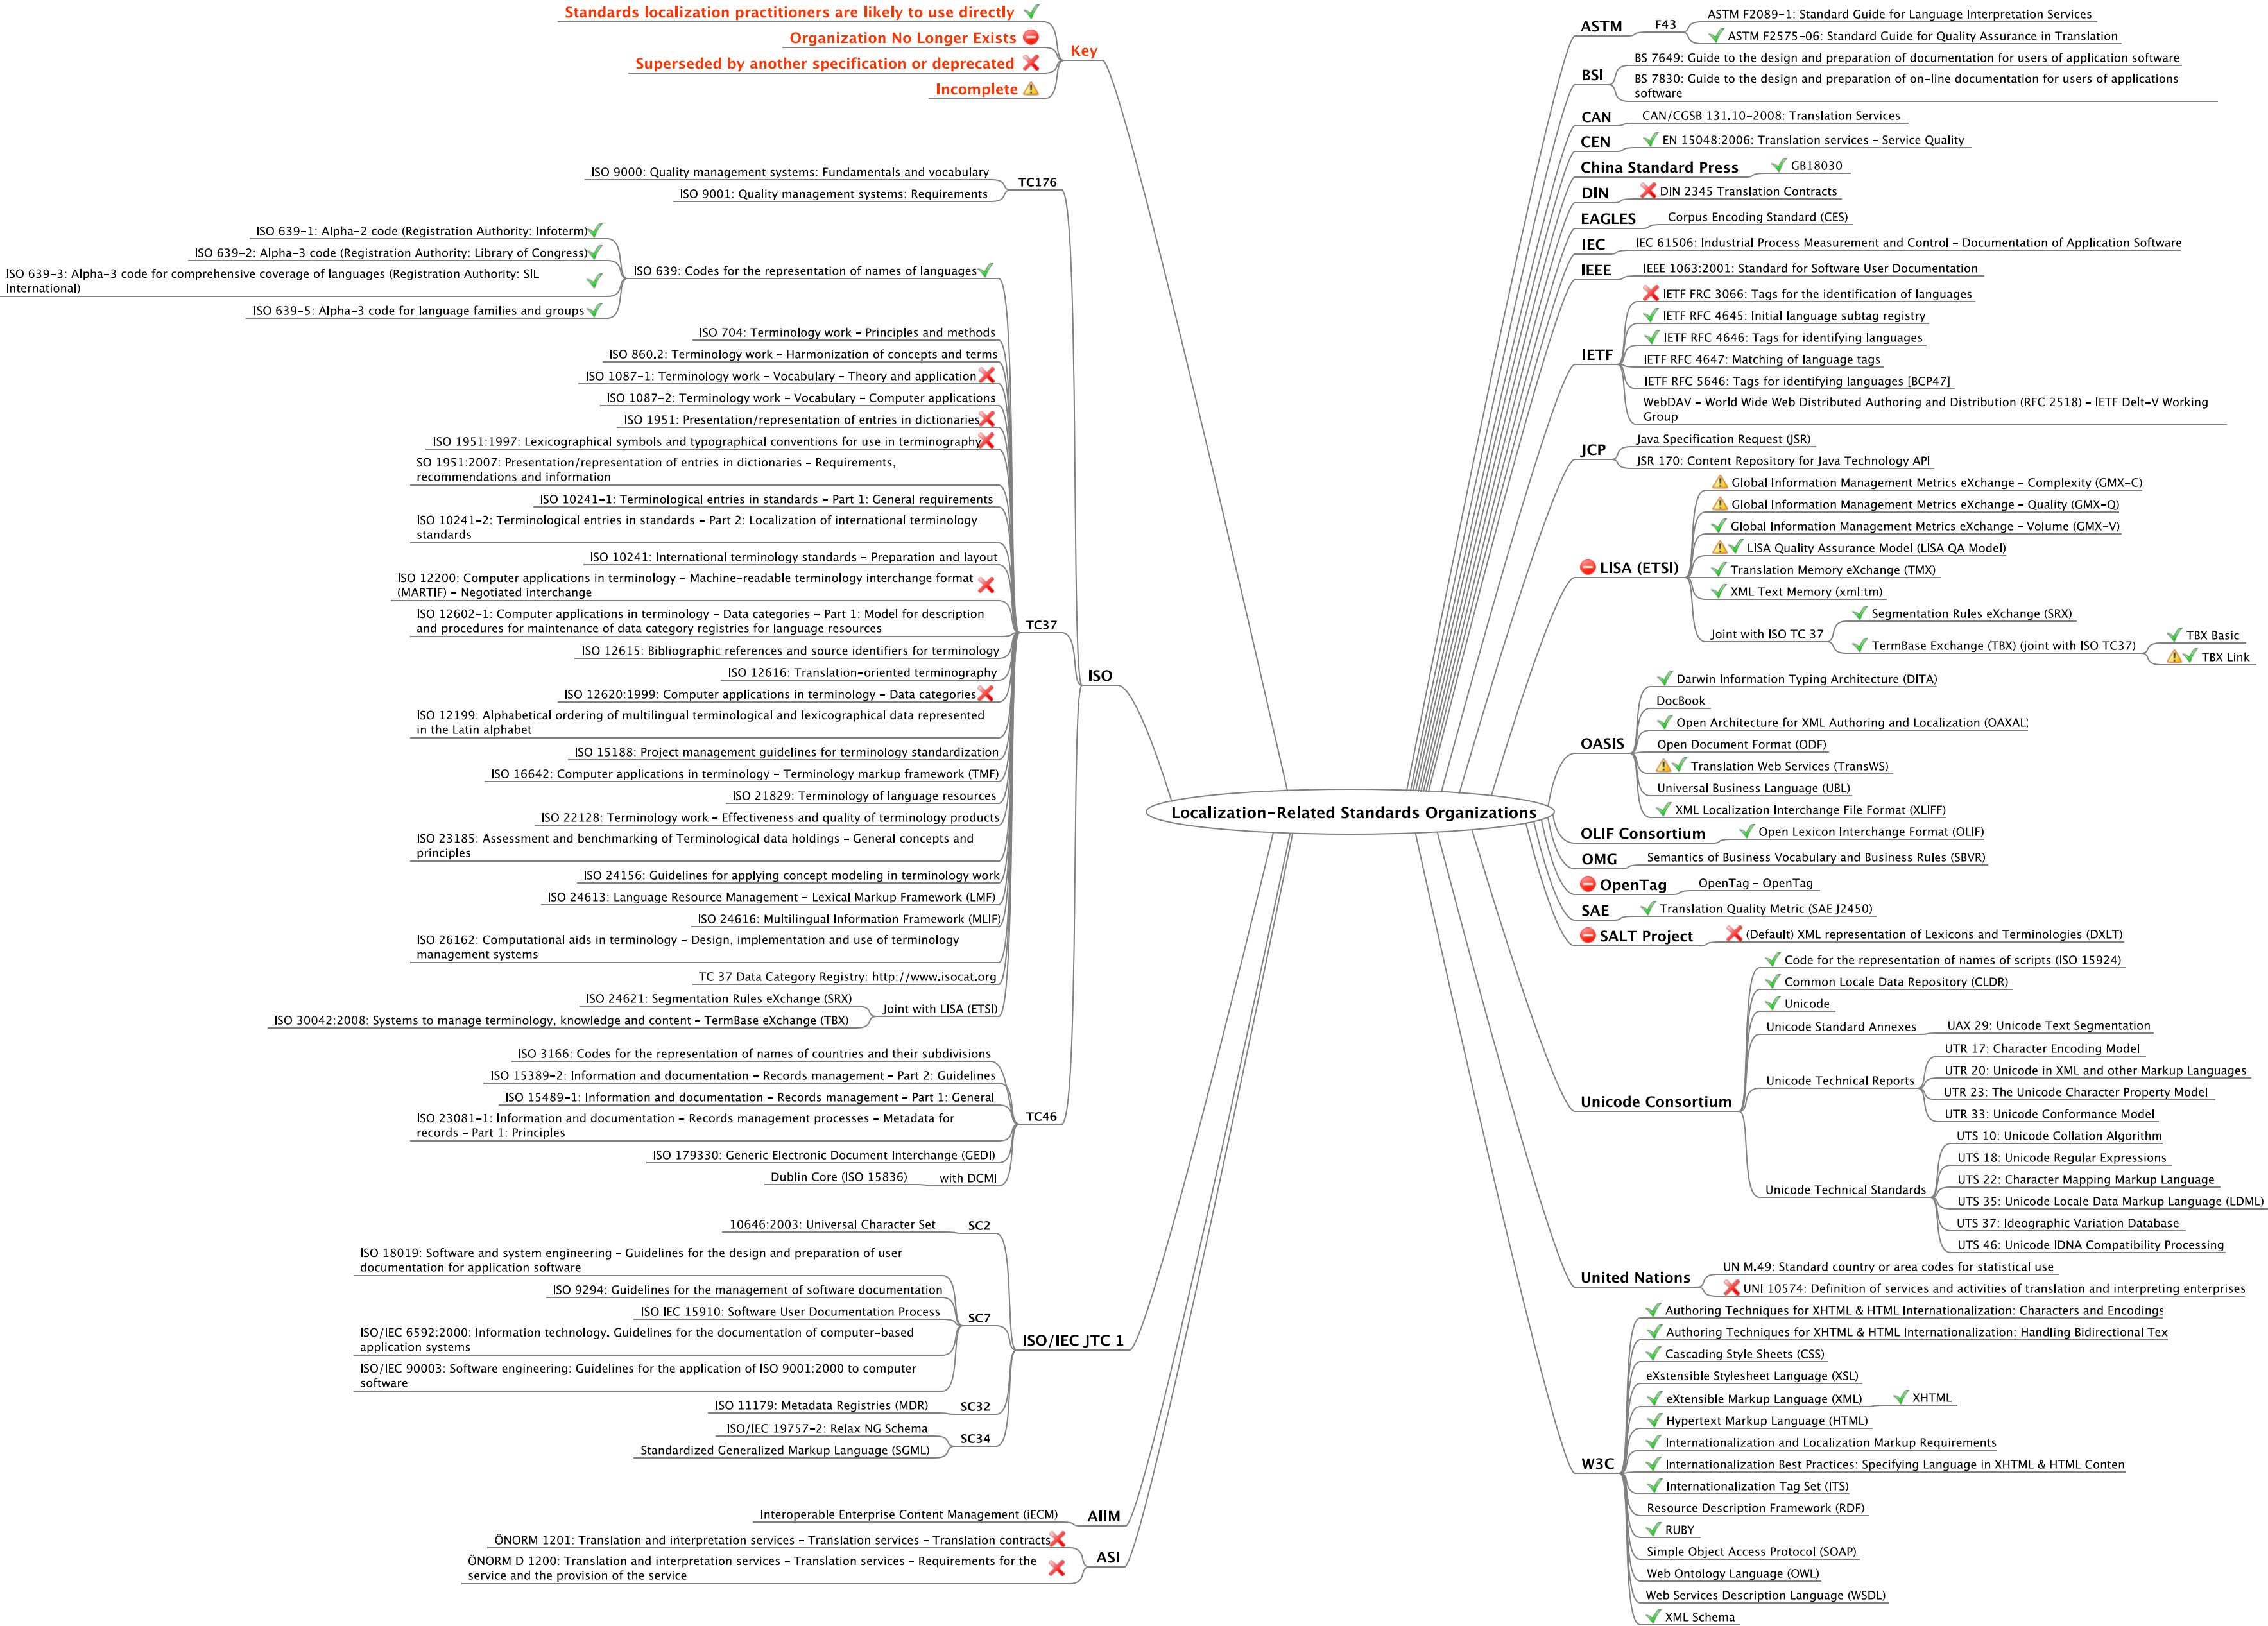 Standards localization practitioners are likely to use directly
Organization No Longer Exists
Key
Superseded by another specification or deprecated
Incomplete
ISO 9000: Quality management systems: Fundamentals and vocabulary
TC176
ISO 9001: Quality management systems: Requirements
ISO 639-1: Alpha-2 code (Registration Authority: Infoterm)
ISO 639-2: Alpha-3 code (Registration Authority: Library of Congress)
ISO 639-3: Alpha-3 code for comprehensive coverage of languages (Registration Authority: SIL
International)
ISO 639: Codes for the representation of names of languages
ISO 639-5: Alpha-3 code for language families and groups
ISO 704: Terminology work – Principles and methods
ISO 860.2: Terminology work – Harmonization of concepts and terms
ISO 1087-1: Terminology work – Vocabulary – Theory and application
ISO 1087-2: Terminology work – Vocabulary – Computer applications
ISO 1951: Presentation/representation of entries in dictionaries
ISO 1951:1997: Lexicographical symbols and typographical conventions for use in terminography
SO 1951:2007: Presentation/representation of entries in dictionaries – Requirements,
recommendations and information
ISO 10241-1: Terminological entries in standards – Part 1: General requirements
ISO 10241-2: Terminological entries in standards – Part 2: Localization of international terminology
standards
ISO 10241: International terminology standards – Preparation and layout
ISO 12200: Computer applications in terminology – Machine-readable terminology interchange format
(MARTIF) – Negotiated interchange
ISO 12602-1: Computer applications in terminology – Data categories – Part 1: Model for description
and procedures for maintenance of data category registries for language resources
TC37
ISO 12615: Bibliographic references and source identifiers for terminology
ISO 12616: Translation-oriented terminography
ISO
ISO 12620:1999: Computer applications in terminology – Data categories
ISO 12199: Alphabetical ordering of multilingual terminological and lexicographical data represented
in the Latin alphabet
ISO 15188: Project management guidelines for terminology standardization
ISO 16642: Computer applications in terminology – Terminology markup framework (TMF)
ISO 21829: Terminology of language resources
ISO 22128: Terminology work – Effectiveness and quality of terminology products
ISO 23185: Assessment and benchmarking of Terminological data holdings – General concepts and
principles
ISO 24156: Guidelines for applying concept modeling in terminology work
ISO 24613: Language Resource Management – Lexical Markup Framework (LMF)
ISO 24616: Multilingual Information Framework (MLIF)
ISO 26162: Computational aids in terminology – Design, implementation and use of terminology
management systems
TC 37 Data Category Registry: http://www.isocat.org
ISO 24621: Segmentation Rules eXchange (SRX)
Joint with LISA (ETSI)
ISO 30042:2008: Systems to manage terminology, knowledge and content – TermBase eXchange (TBX)
ISO 3166: Codes for the representation of names of countries and their subdivisions
ISO 15389-2: Information and documentation – Records management – Part 2: Guidelines
ISO 15489-1: Information and documentation – Records management – Part 1: General
ISO 23081-1: Information and documentation – Records management processes – Metadata for
records – Part 1: Principles
TC46
ISO 179330: Generic Electronic Document Interchange (GEDI)
Dublin Core (ISO 15836)
with DCMI
10646:2003: Universal Character Set
SC2
ISO 18019: Software and system engineering – Guidelines for the design and preparation of user
documentation for application software
ISO 9294: Guidelines for the management of software documentation
ISO IEC 15910: Software User Documentation Process
SC7
ISO/IEC 6592:2000: Information technology. Guidelines for the documentation of computer-based
application systems
ISO/IEC JTC 1
ISO/IEC 90003: Software engineering: Guidelines for the application of ISO 9001:2000 to computer
software
ISO 11179: Metadata Registries (MDR)
SC32
ISO/IEC 19757-2: Relax NG Schema
SC34
Standardized Generalized Markup Language (SGML)
Interoperable Enterprise Content Management (iECM)
AIIM
ÖNORM 1201: Translation and interpretation services – Translation services – Translation contracts
ASI
ÖNORM D 1200: Translation and interpretation services – Translation services – Requirements for the
service and the provision of the service
Localization-Related Standards Organizations
ASTM
F43
ASTM F2089-1: Standard Guide for Language Interpretation Services
ASTM F2575-06: Standard Guide for Quality Assurance in Translation
BSI
BS 7649: Guide to the design and preparation of documentation for users of application software
BS 7830: Guide to the design and preparation of on-line documentation for users of applications
software
CAN
CAN/CGSB 131.10-2008: Translation Services
CEN
EN 15048:2006: Translation services – Service Quality
China Standard Press
GB18030
DIN
DIN 2345 Translation Contracts
EAGLES
Corpus Encoding Standard (CES)
IEC
IEC 61506: Industrial Process Measurement and Control – Documentation of Application Software
IEEE
IEEE 1063:2001: Standard for Software User Documentation
IETF
IETF FRC 3066: Tags for the identification of languages
IETF RFC 4645: Initial language subtag registry
IETF RFC 4646: Tags for identifying languages
IETF RFC 4647: Matching of language tags
IETF RFC 5646: Tags for identifying languages [BCP47]
WebDAV – World Wide Web Distributed Authoring and Distribution (RFC 2518) – IETF Delt-V Working
Group
JCP
Java Specification Request (JSR)
JSR 170: Content Repository for Java Technology API
LISA (ETSI)
Global Information Management Metrics eXchange – Complexity (GMX-C)
Global Information Management Metrics eXchange – Quality (GMX-Q)
Global Information Management Metrics eXchange – Volume (GMX-V)
LISA Quality Assurance Model (LISA QA Model)
Translation Memory eXchange (TMX)
XML Text Memory (xml:tm)
Joint with ISO TC 37
Segmentation Rules eXchange (SRX)
TermBase Exchange (TBX) (joint with ISO TC37)
TBX Basic
TBX Link
OASIS
Darwin Information Typing Architecture (DITA)
DocBook
Open Architecture for XML Authoring and Localization (OAXAL)
Open Document Format (ODF)
Translation Web Services (TransWS)
Universal Business Language (UBL)
XML Localization Interchange File Format (XLIFF)
OLIF Consortium
Open Lexicon Interchange Format (OLIF)
OMG
Semantics of Business Vocabulary and Business Rules (SBVR)
OpenTag
OpenTag – OpenTag
SAE
Translation Quality Metric (SAE J2450)
SALT Project
(Default) XML representation of Lexicons and Terminologies (DXLT)
Unicode Consortium
Code for the representation of names of scripts (ISO 15924)
Common Locale Data Repository (CLDR)
Unicode
Unicode Standard Annexes
UAX 29: Unicode Text Segmentation
Unicode Technical Reports
UTR 17: Character Encoding Model
UTR 20: Unicode in XML and other Markup Languages
UTR 23: The Unicode Character Property Model
UTR 33: Unicode Conformance Model
Unicode Technical Standards
UTS 10: Unicode Collation Algorithm
UTS 18: Unicode Regular Expressions
UTS 22: Character Mapping Markup Language
UTS 35: Unicode Locale Data Markup Language (LDML)
UTS 37: Ideographic Variation Database
UTS 46: Unicode IDNA Compatibility Processing
United Nations
UN M.49: Standard country or area codes for statistical use
UNI 10574: Definition of services and activities of translation and interpreting enterprises
W3C
Authoring Techniques for XHTML & HTML Internationalization: Characters and Encodings
Authoring Techniques for XHTML & HTML Internationalization: Handling Bidirectional Tex
Cascading Style Sheets (CSS)
eXstensible Stylesheet Language (XSL)
eXtensible Markup Language (XML)
XHTML
Hypertext Markup Language (HTML)
Internationalization and Localization Markup Requirements
Internationalization Best Practices: Specifying Language in XHTML & HTML Conten
Internationalization Tag Set (ITS)
Resource Description Framework (RDF)
RUBY
Simple Object Access Protocol (SOAP)
Web Ontology Language (OWL)
Web Services Description Language (WSDL)
XML Schema